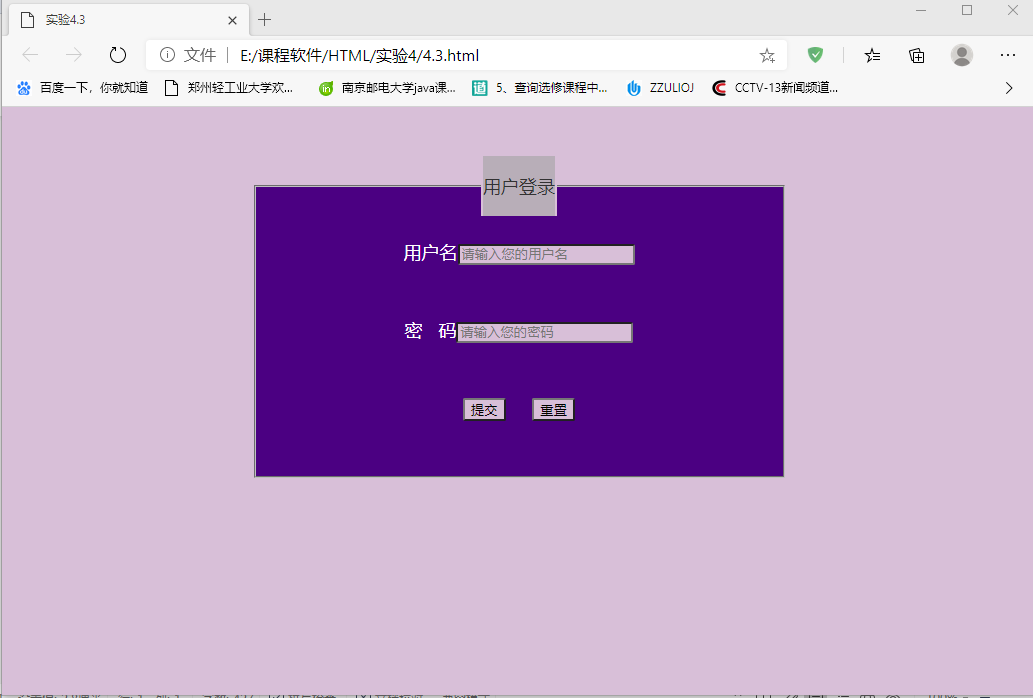 实验4.3
文件 E:/课程软件/HTML/实验4/4.3.html
百度一下，你就知道 郑州轻工业大学欢... 南京邮电大学java课... 5、查询选修课程中... ZZULIOJ CCTV-13新闻频道...
用户登录
用户名 请输入您的用户名
密 码 请输入您的密码
提交 重置